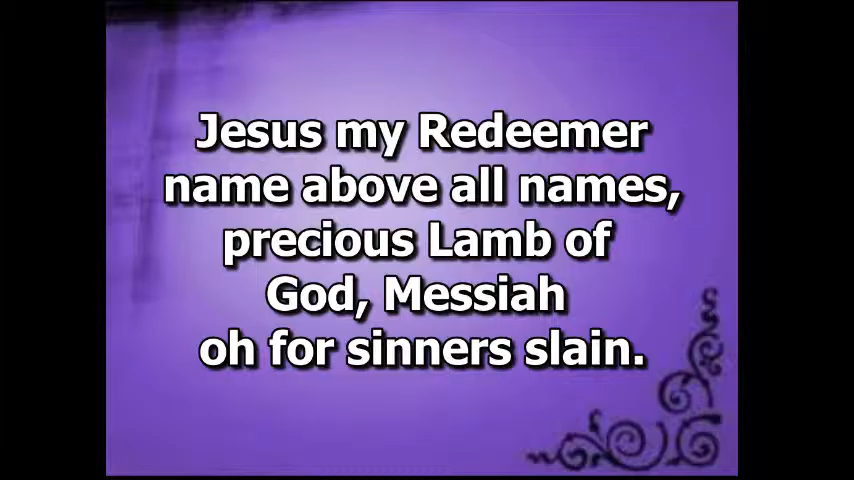 Jesus my Redeemer
name above all names,
precious Lamb of
God, Messiah
oh for sinners slain.